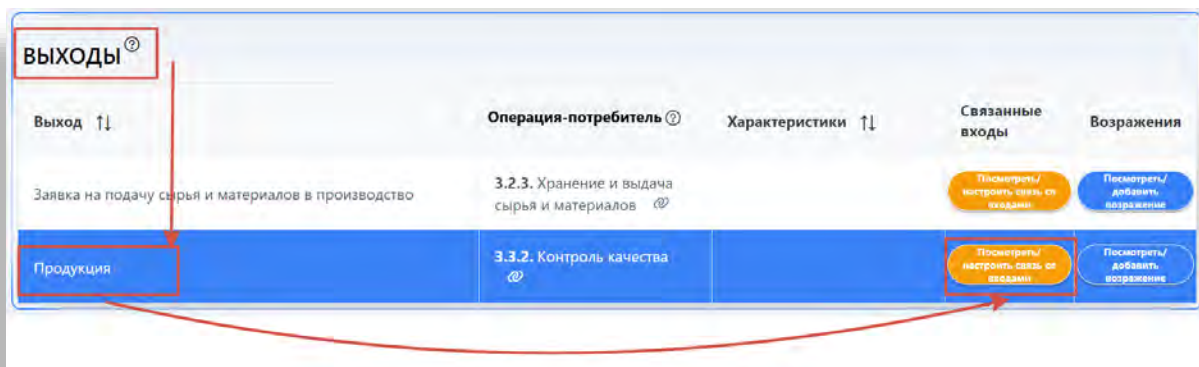 ВЫХОДЫ
Выход
Операция-потребитель
Характеристики
Связанные
входы
Возражения
Заявка на подачу сырья и материалов в производство
3.2.3. Хранение и выдача
сырья и материалов
Посмотреть/
настроить связь со
входами
Посмотреть/
добавить
возражение
Продукция
3.3.2. Контроль качества
Посмотреть/
настроить связь со
входами
Посмотреть/
добавить
возражение